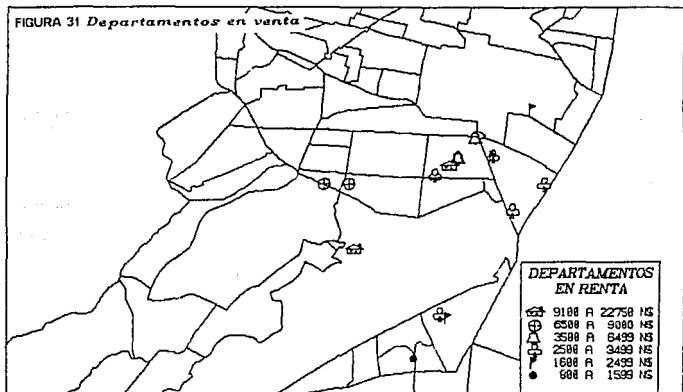 FIGURA 31 Departamentos en venta
DEPARTAMENTOS
EN RENTA
9100 A 22750 N$
6500 A 9000 N$
3500 A 6499 N$
2500 A 3499 N$
1600 A 2499 N$
600 A 1599 N$